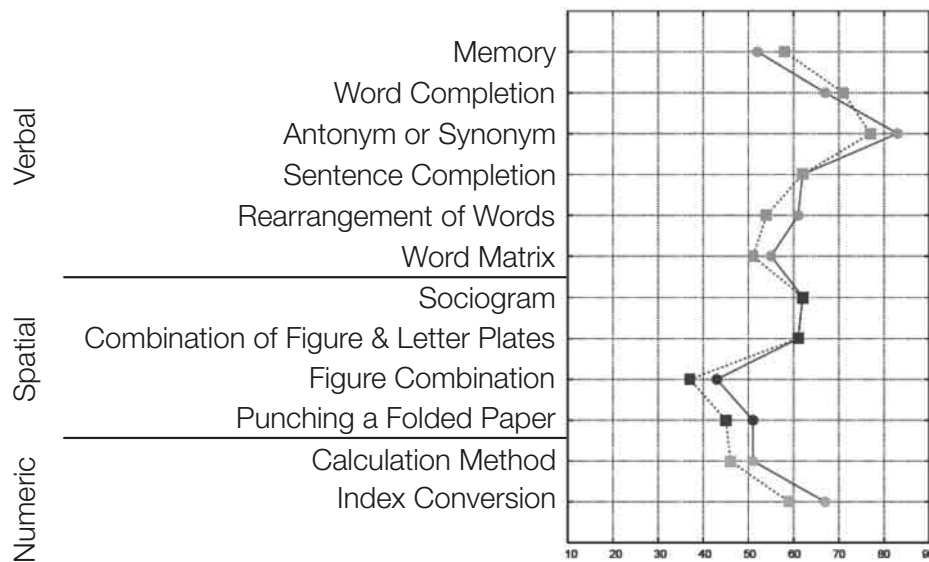 Verbal
Memory
Word Completion
Antonym or Synonym
Sentence Completion
Rearrangement of Words
Word Matrix
Spatial
Sociogram
Combination of Figure & Letter Plates
Figure Combination
Punching a Folded Paper
Numeric
Calculation Method
Index Conversion
10 20 30 40 50 60 70 80 90